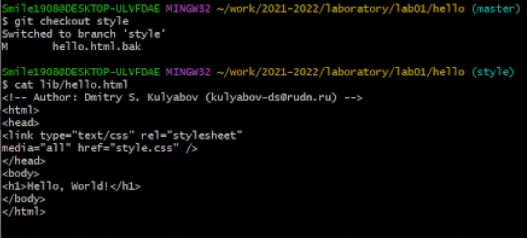 Smile1908@DESKTOP-ULVFDAE MINGW32 ~/work/2021-2022/laboratory/lab01/hello (master)
$ git checkout style
Switched to branch 'style'
M       hello.html.bak

Smile1908@DESKTOP-ULVFDAE MINGW32 ~/work/2021-2022/laboratory/lab01/hello (style)
$ cat lib/hello.html
<!-- Author: Dmitry S. Kulyabov (kulyabov-ds@rudn.ru) -->
<html>
<head>
<link type="text/css" rel="stylesheet"
media="all" href="style.css" />
</head>
<body>
<h1>Hello, World!</h1>
</body>
</html>